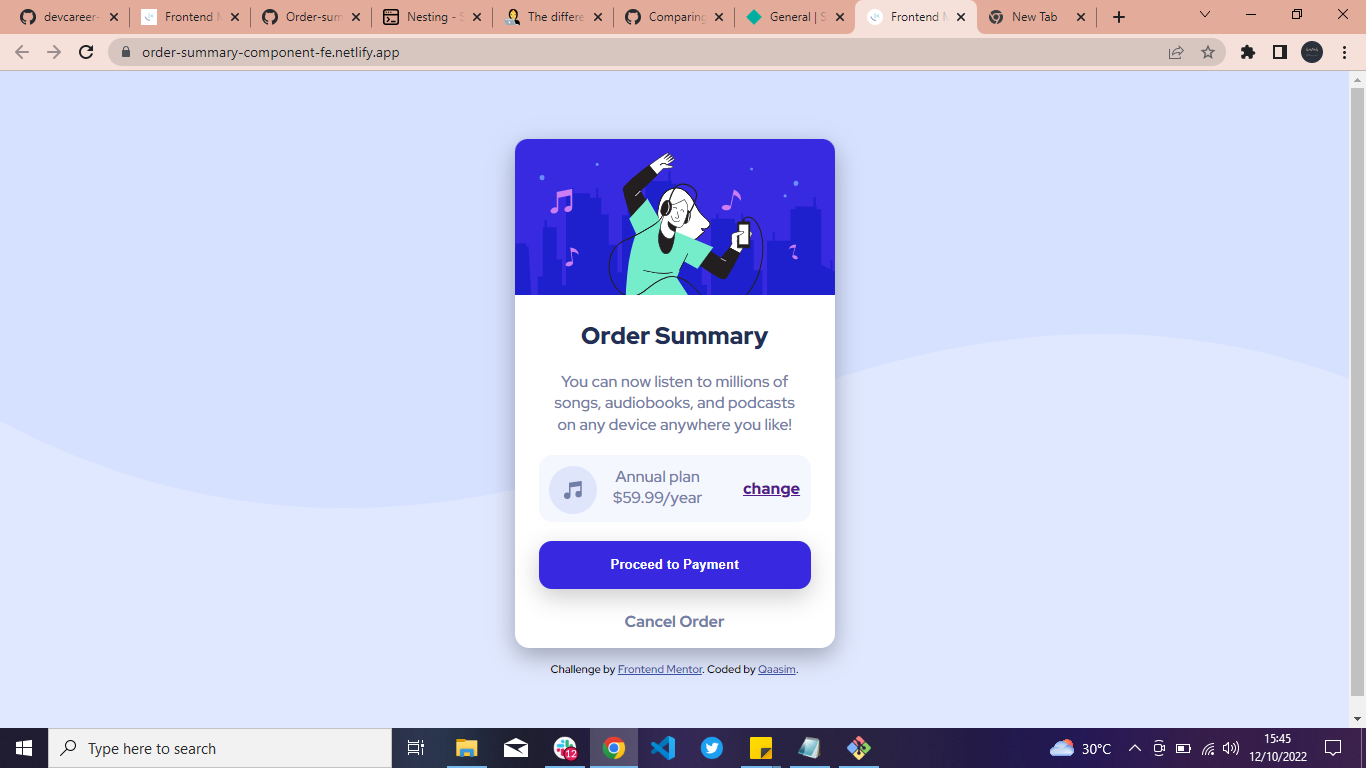 devcareer-
Frontend M
Order-sum
Nesting - S
The differe
Comparing
General | S
Frontend M
New Tab
order-summary-component-fe.netlify.app
Order Summary
You can now listen to millions of
songs, audiobooks, and podcasts
on any device anywhere you like!
Annual plan
$59.99/year
change
Proceed to Payment
Cancel Order
Challenge by Frontend Mentor. Coded by Qaasim.
Type here to search
12
30°C
15:45
12/10/2022